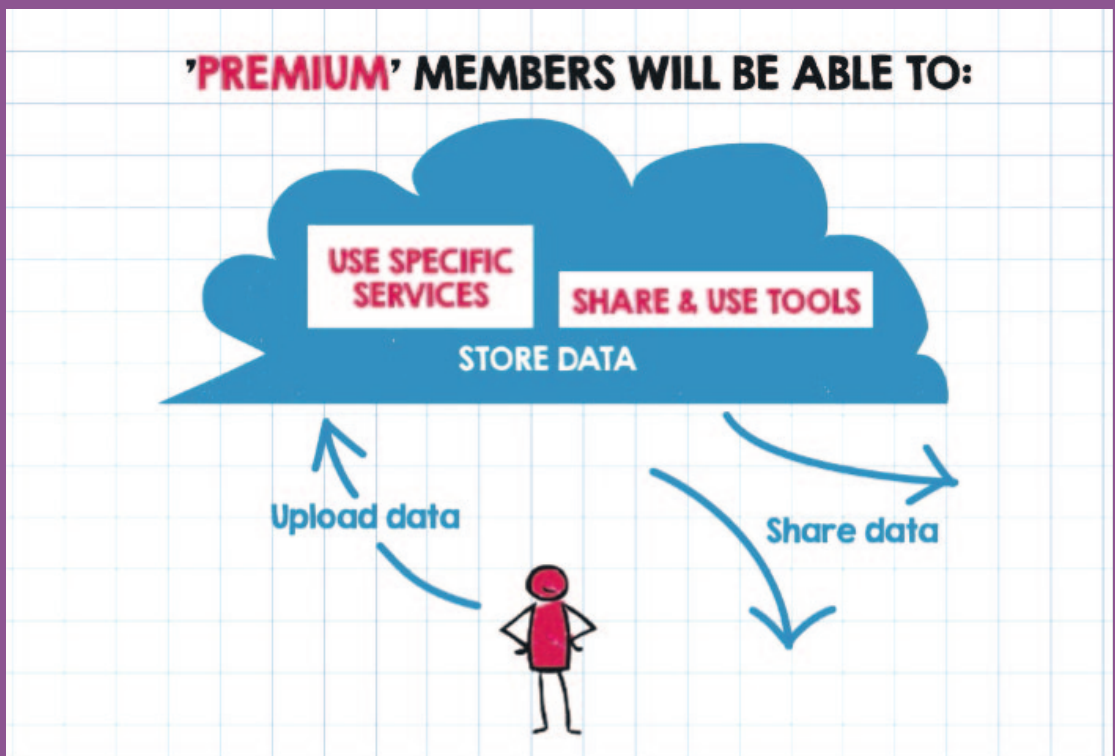 ’PREMIUM’ MEMBERS WILL BE ABLE TO:
USE SPECIFIC
SERVICES
SHARE & USE TOOLS
STORE DATA
Upload data
Share data